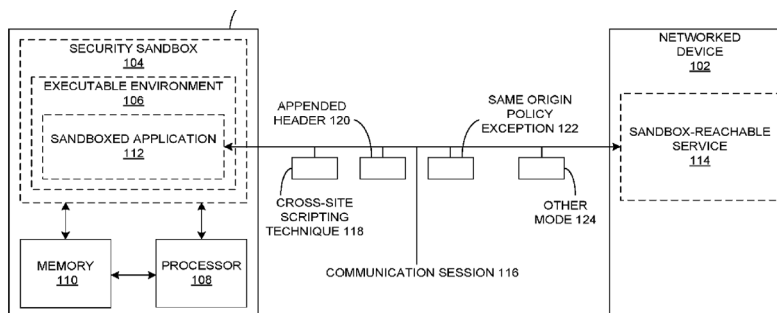 SECURITY SANDBOX
104
EXECUTABLE ENVIRONMENT
106
SANDBOXED APPLICATION
112
MEMORY
110
PROCESSOR
108
APPENDED
HEADER 120
SAME ORIGIN
POLICY
EXCEPTION 122
CROSS-SITE
SCRIPTING
TECHNIQUE 118
OTHER
MODE 124
COMMUNICATION SESSION 116
NETWORKED
DEVICE
102
SANDBOX-REACHABLE
SERVICE
114